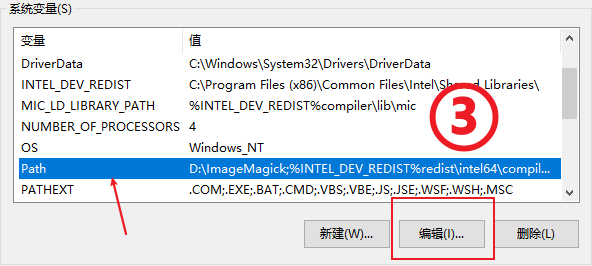 系统变量(S)
变量 值
DriverData C:\Windows\System32\Drivers\DriverData
INTEL_DEV_REDIST C:\Program Files (x86)\Common Files\Intel\Shared Libraries\
MIC_LD_LIBRARY_PATH %INTEL_DEV_REDIST%compiler\lib\mic
NUMBER_OF_PROCESSORS 4
OS Windows_NT
Path D:\ImageMagick;%INTEL_DEV_REDIST%redist\intel64\compil...
PATHEXT .COM;.EXE;.BAT;.CMD;.VBS;.VBE;.JS;.JSE;.WSF;.WSH;.MSC
3
新建(W)... 编辑(I)... 删除(L)